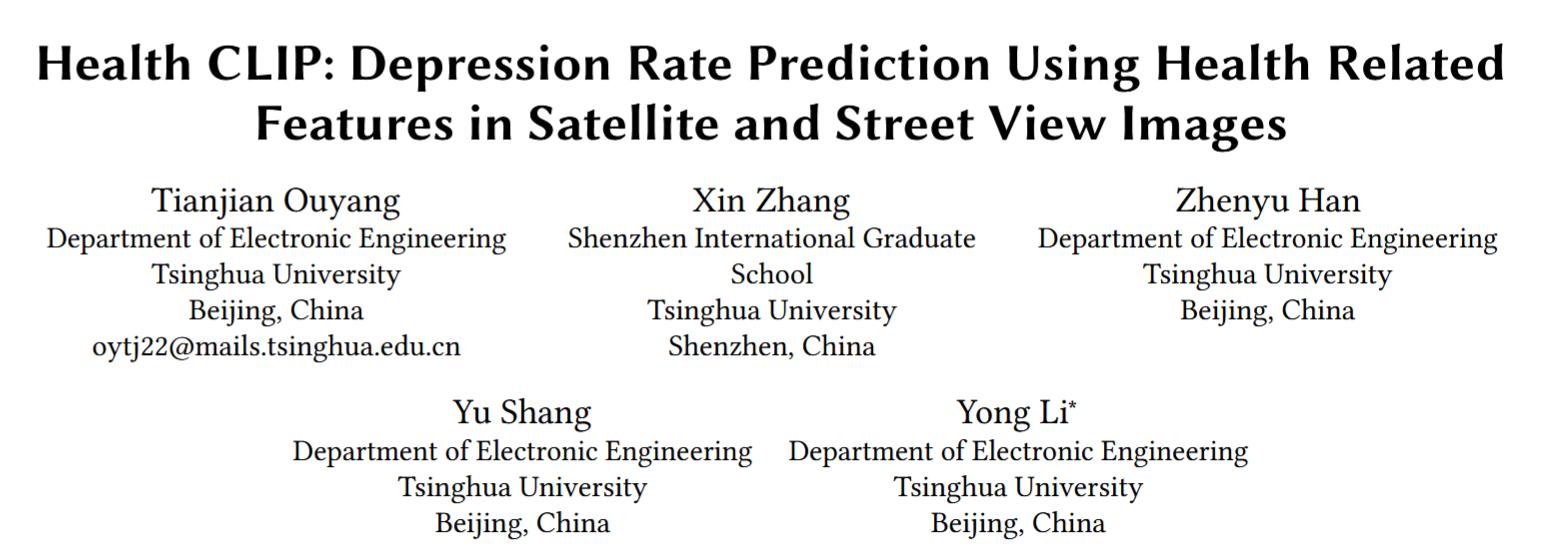 Health CLIP: Depression Rate Prediction Using Health Related
Features in Satellite and Street View Images
Tianjian Ouyang
Department of Electronic Engineering
Tsinghua University
Beijing, China
oytj22@mails.tsinghua.edu.cn
Xin Zhang
Shenzhen International Graduate
School
Tsinghua University
Shenzhen, China
Zhenyu Han
Department of Electronic Engineering
Tsinghua University
Beijing, China
Yu Shang
Department of Electronic Engineering
Tsinghua University
Beijing, China
Yong Li*
Department of Electronic Engineering
Tsinghua University
Beijing, China